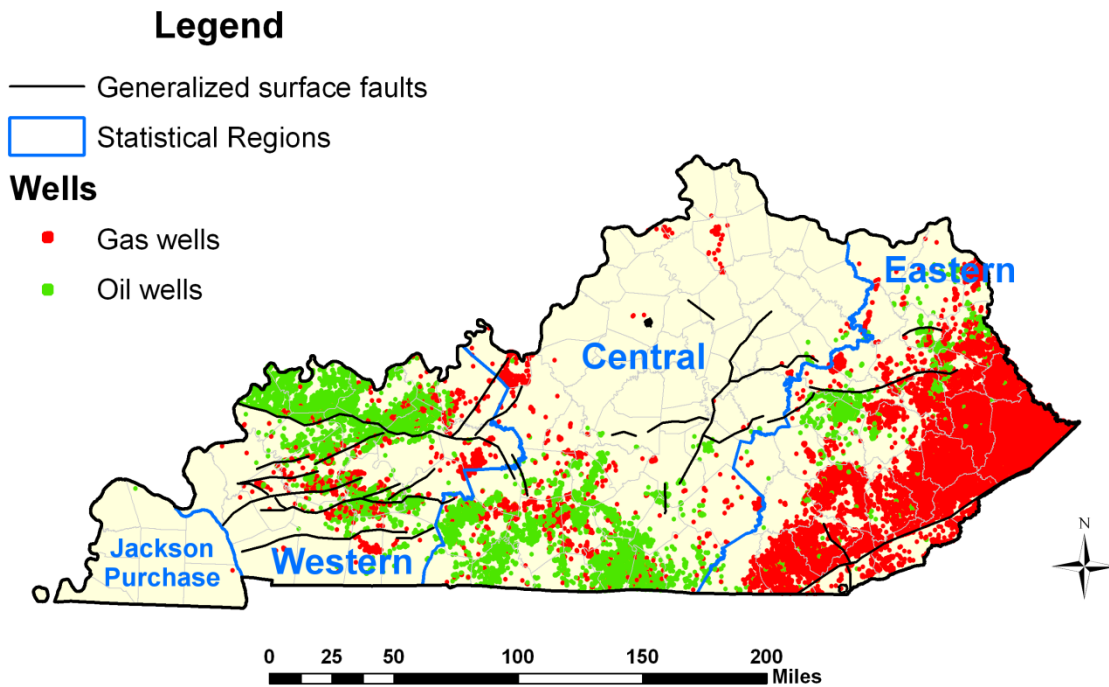 Legend
Generalized surface faults
Statistical Regions
Wells
Gas wells
Oil wells
Eastern
Central
Western
Jackson
Purchase
N
0 25 50 100 150 200
Miles